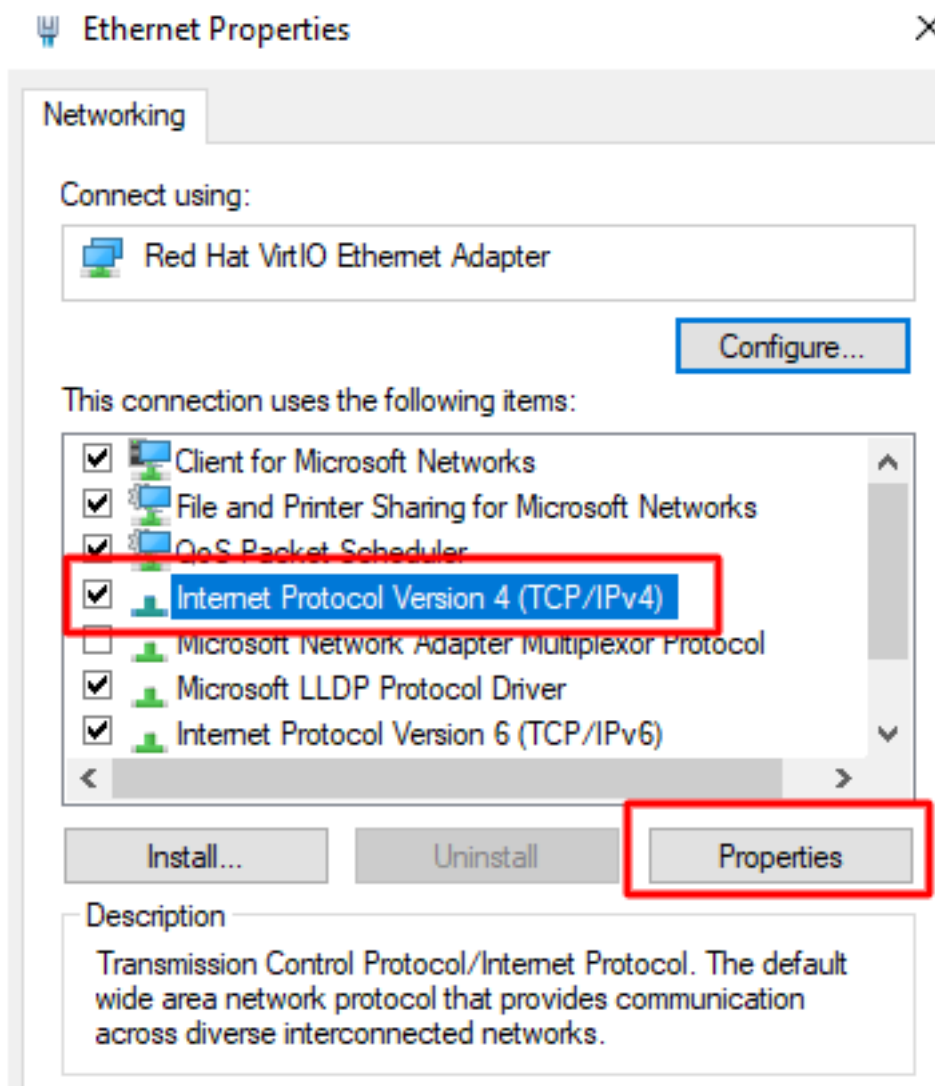 Ethernet Properties
Networking
Connect using:
Red Hat VirtIO Ethernet Adapter
Configure...
This connection uses the following items:
Client for Microsoft Networks
File and Printer Sharing for Microsoft Networks
QoS Packet Scheduler
Internet Protocol Version 4 (TCP/IPv4)
Microsoft Network Adapter Multiplexor Protocol
Microsoft LLDP Protocol Driver
Internet Protocol Version 6 (TCP/IPv6)
Install...
Uninstall
Properties
Description
Transmission Control Protocol/Internet Protocol. The default
wide area network protocol that provides communication
across diverse interconnected networks.